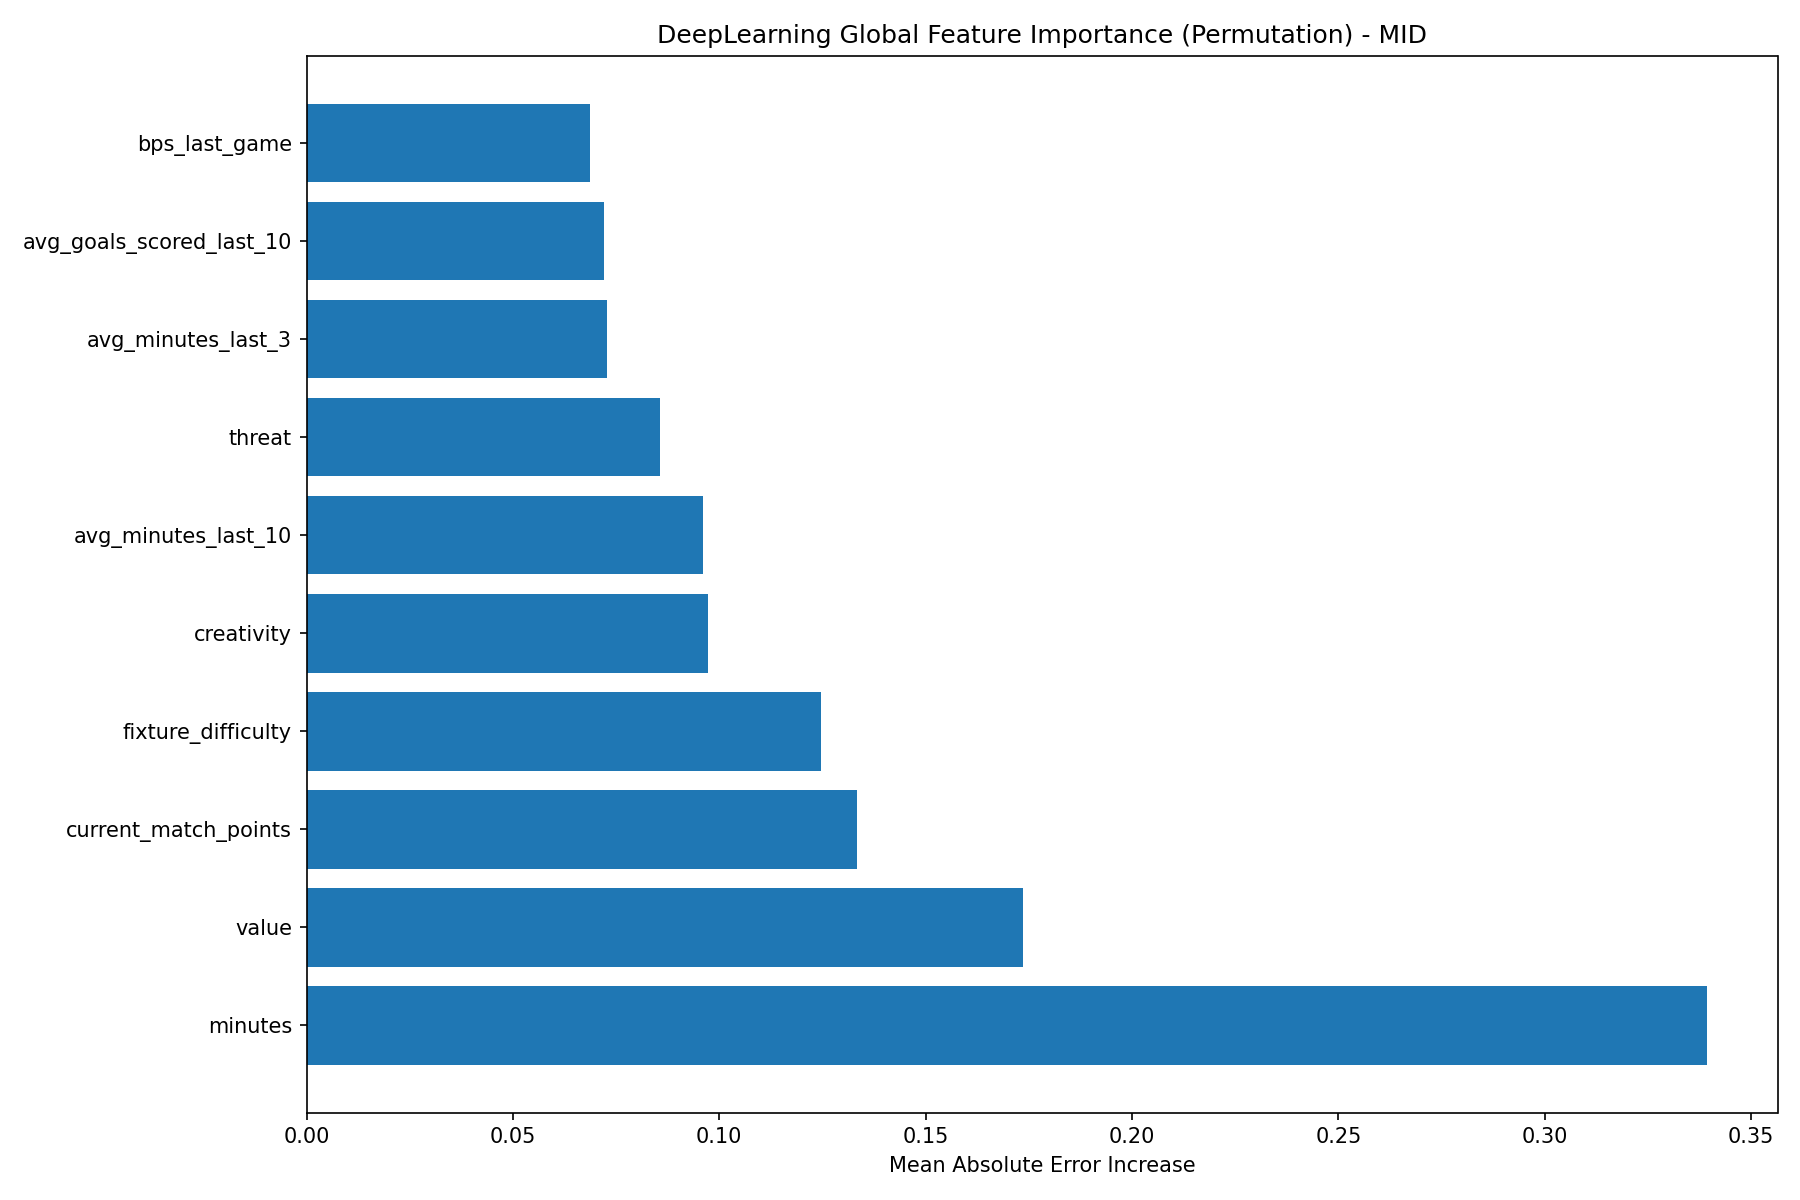 DeepLearning Global Feature Importance (Permutation) - MID
bps_last_game
avg_goals_scored_last_10
avg_minutes_last_3
threat
avg_minutes_last_10
creativity
fixture_difficulty
current_match_points
value
minutes
0.00 0.05 0.10 0.15 0.20 0.25 0.30 0.35
Mean Absolute Error Increase